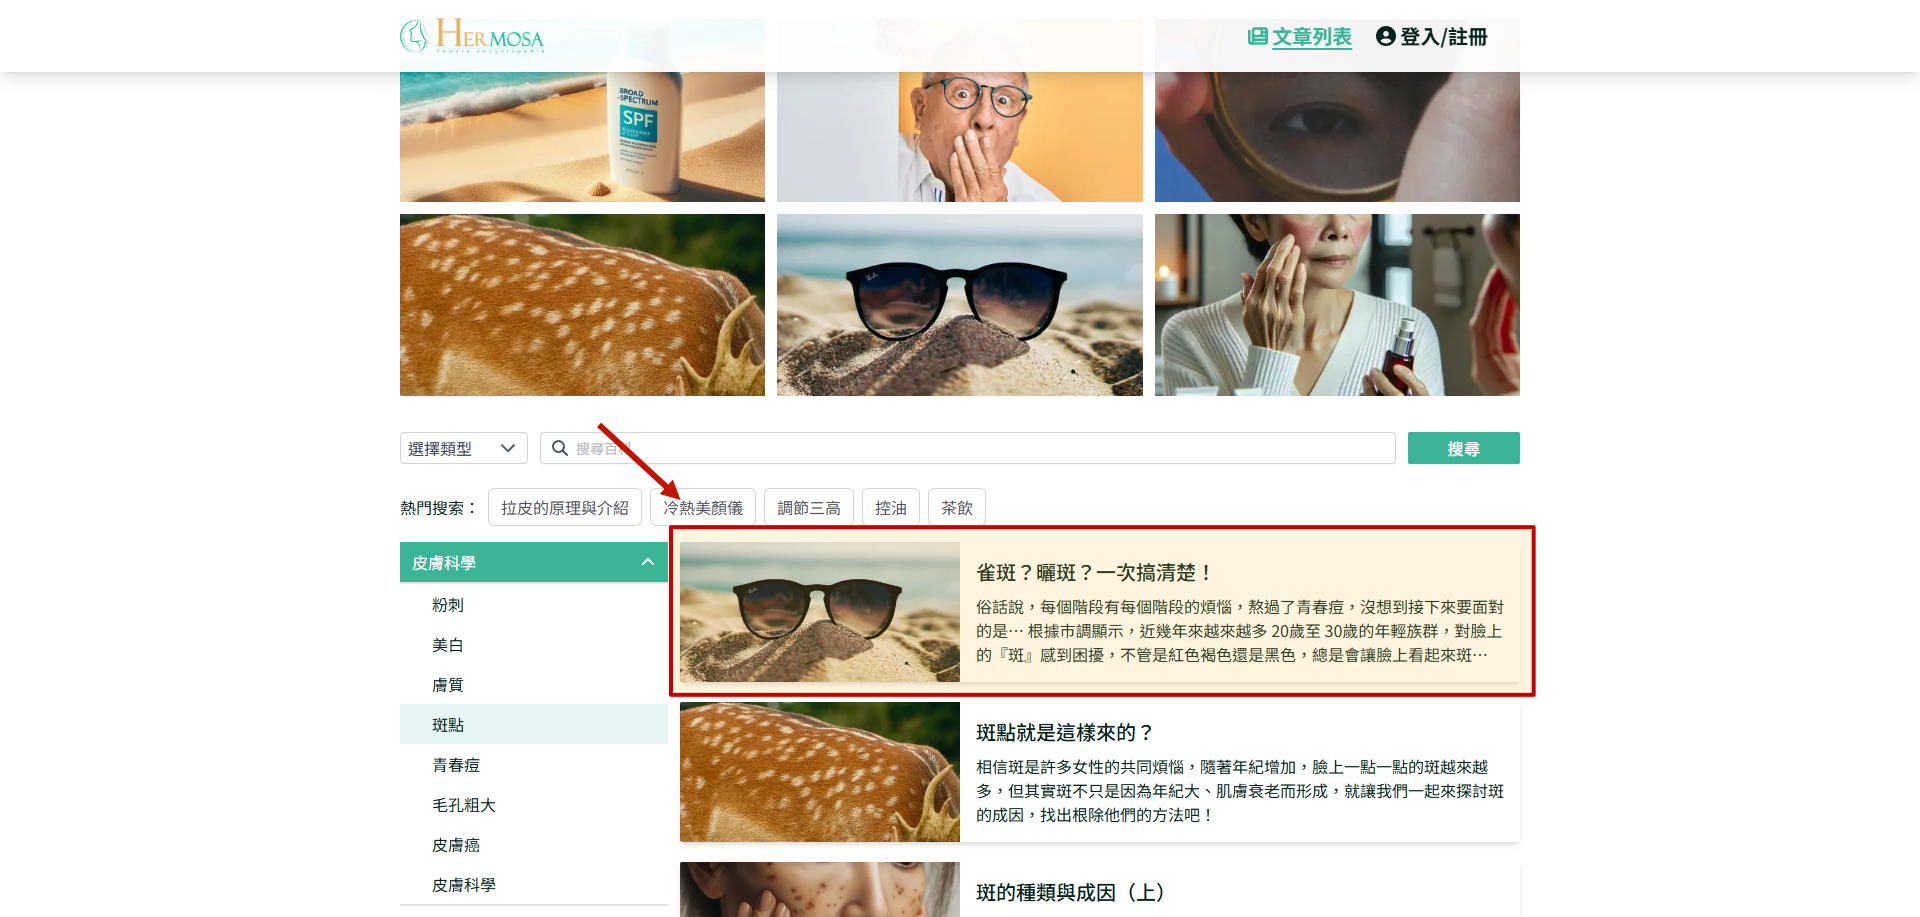 HERMOSA
Beauty Encyclopedia
文章列表
登入/註冊
BROAD
-SPECTRUM
SPF
選擇類型
搜尋百科
搜尋
熱門搜索：
拉皮的原理與介紹
冷熱美顏儀
調節三高
控油
茶飲
皮膚科學
粉刺
美白
膚質
斑點
青春痘
毛孔粗大
皮膚癌
皮膚科學
雀斑？曬斑？一次搞清楚！
俗話說，每個階段有每個階段的煩惱，熬過了青春痘，沒想到接下來要面對
的是… 根據市調顯示，近幾年來越來越多 20歲至 30歲的年輕族群，對臉上
的『斑』感到困擾，不管是紅色褐色還是黑色，總是會讓臉上看起來斑…
斑點就是這樣來的？
相信斑是許多女性的共同煩惱，隨著年紀增加，臉上一點一點的斑越來越
多，但其實斑不只是因為年紀大、肌膚衰老而形成，就讓我們一起來探討斑
的成因，找出根除他們的方法吧！
斑的種類與成因（上）